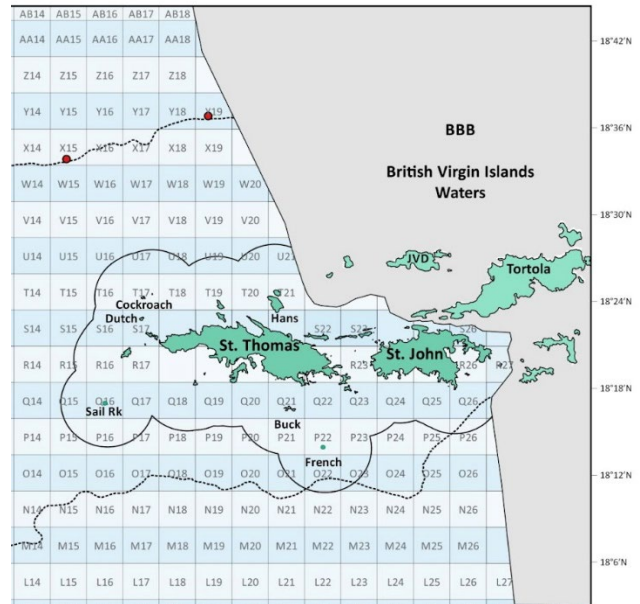 AB14 AB15 AB16 AB17 AB18
AA14 AA15 AA16 AA17 AA18 18°42'N
Z14 Z15 Z16 Z17 Z18
Y14 Y15 Y16 Y17 Y18 Y19
BBB 18°36'N
X14 X15 X16 X17 X18 X19
British Virgin Islands
Waters
W14 W15 W16 W17 W18 W19 W20
V14 V15 V16 V17 V18 V19 V20 18°30'N
U14 U15 U16 U17 U18 U19 U20 U21 JVD
Tortola
T14 T15 T16 T17 T18 T19 T20 T21 18°24'N
Cockroach
Dutch Hans
S14 S15 S16 S17 S22 S23 S26
St. Thomas St. John
R14 R15 R16 R17 R23 R26 R27
18°18'N
Q14 Q15 Q16 Q17 Q18 Q19 Q20 Q21 Q22 Q23 Q24 Q25 Q26
Sail Rk
Buck
P14 P15 P16 P17 P18 P19 P20 P21 P22 P23 P24 P25 P26
French
O14 O15 O16 O17 O18 O19 O20 O21 O22 O23 O24 O25 O26 18°12'N
N14 N15 N16 N17 N18 N19 N20 N21 N22 N23 N24 N25 N26
M14 M15 M16 M17 M18 M19 M20 M21 M22 M23 M24 M25 M26 18°6'N
L14 L15 L16 L17 L18 L19 L20 L21 L22 L23 L24 L25 L26 L27